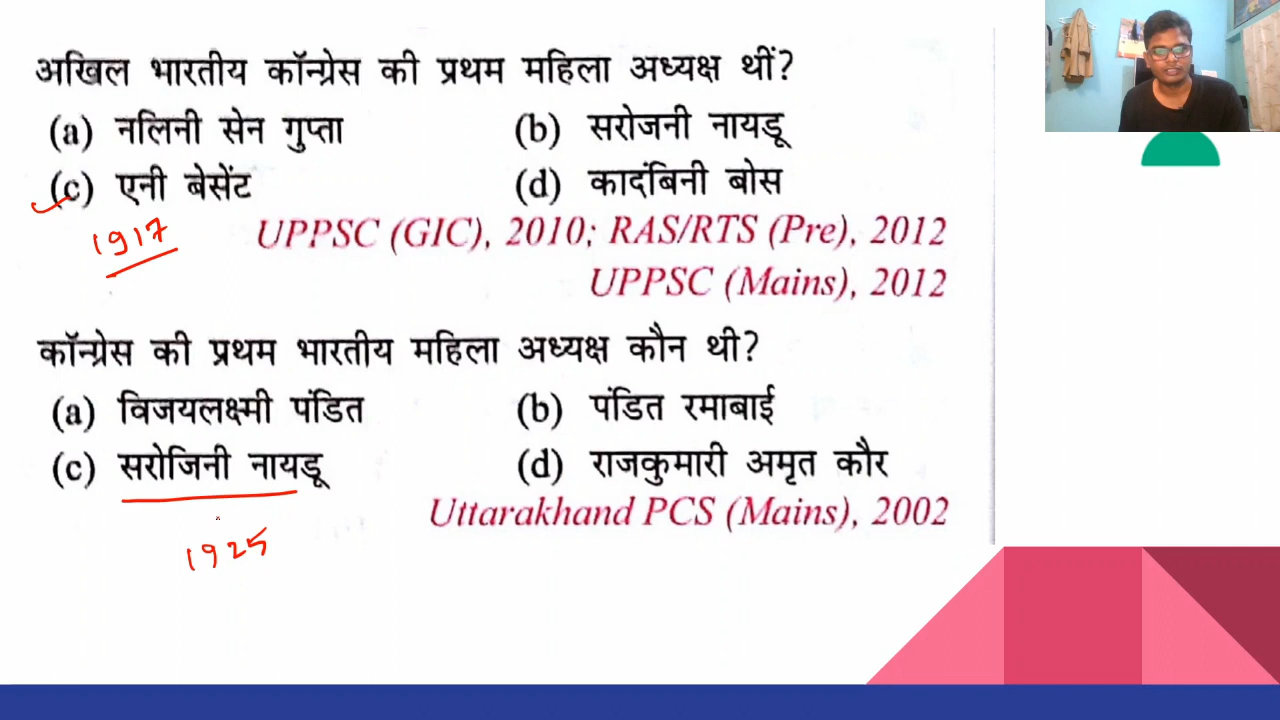 अखिल भारतीय कॉन्ग्रेस की प्रथम महिला अध्यक्ष थीं?
(a) नलिनी सेन गुप्ता (b) सरोजनी नायडू
(c) एनी बेसेंट (d) कादंबिनी बोस
1917
UPPSC (GIC), 2010; RAS/RTS (Pre), 2012
UPPSC (Mains), 2012
कॉन्ग्रेस की प्रथम भारतीय महिला अध्यक्ष कौन थी?
(a) विजयलक्ष्मी पंडित (b) पंडित रमाबाई
(c) सरोजिनी नायडू (d) राजकुमारी अमृत कौर
Uttarakhand PCS (Mains), 2002
1925